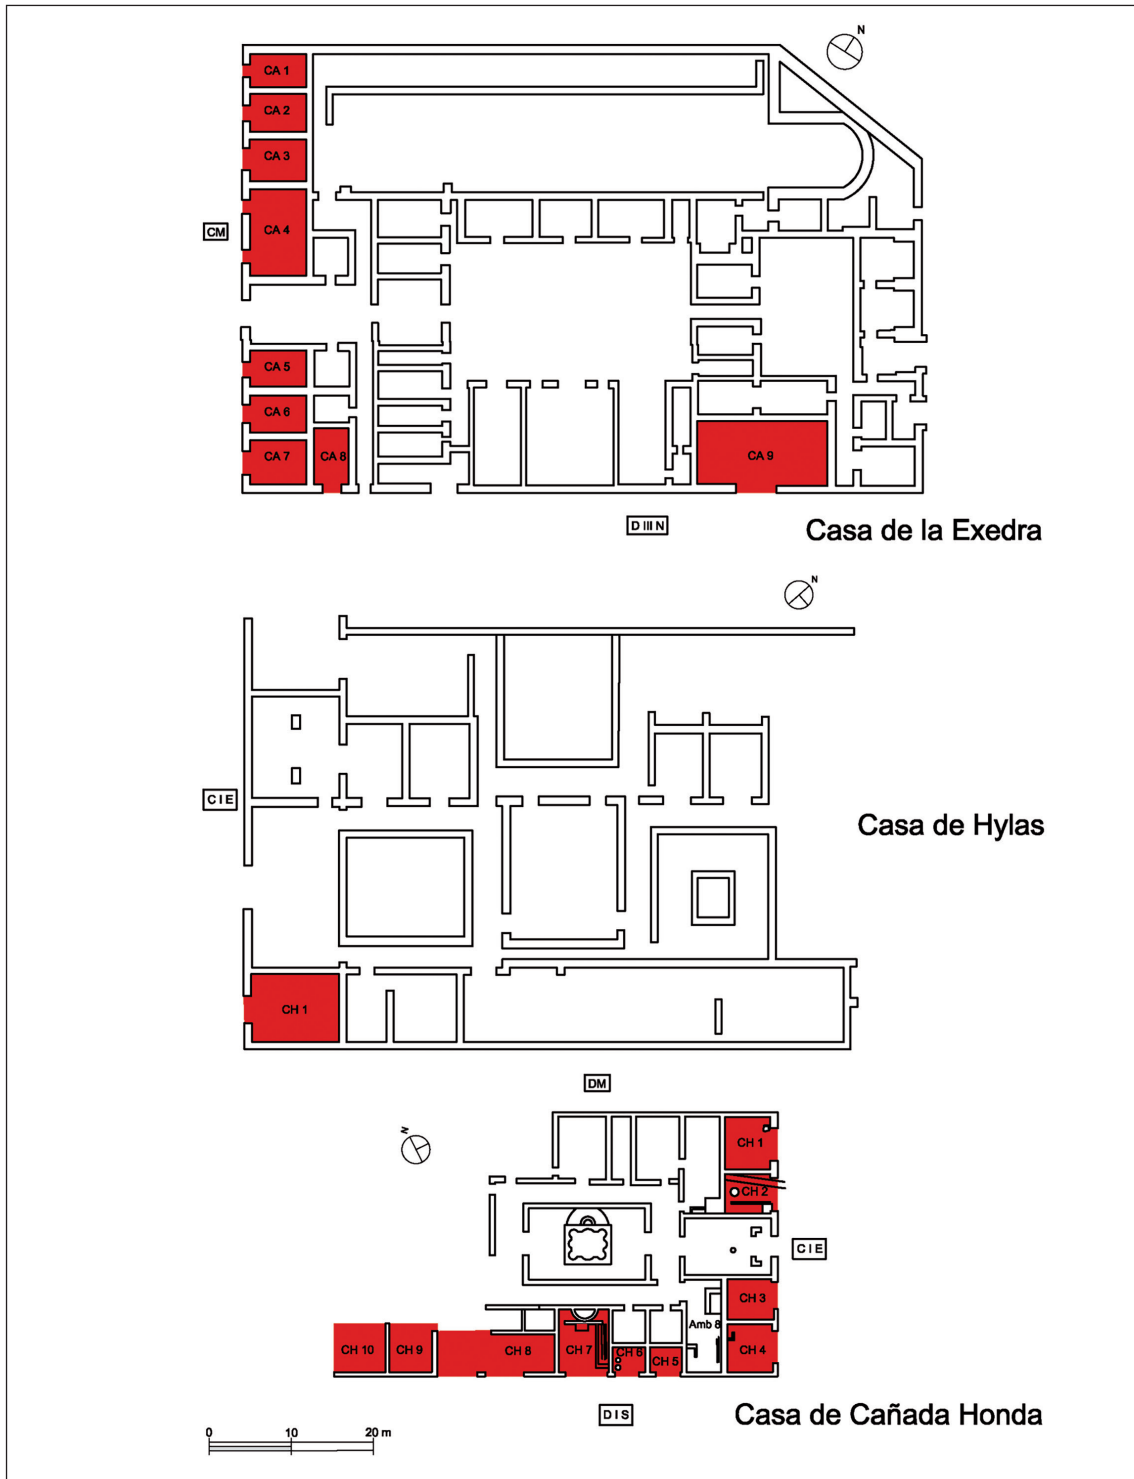 N
CA 1
CA 2
CA 3
CA 4
CM
CA 5
CA 6
CA 7
CA 8
CA 9
D III N
Casa de la Exedra
N
C I E
Casa de Hylas
CH 1
DM
N
CH 1
CH 2
C I E
CH 3
Amb 8
CH 4
CH 10
CH 9
CH 8
CH 7
CH 6
CH 5
D I S
Casa de Cañada Honda
0 10 20 m